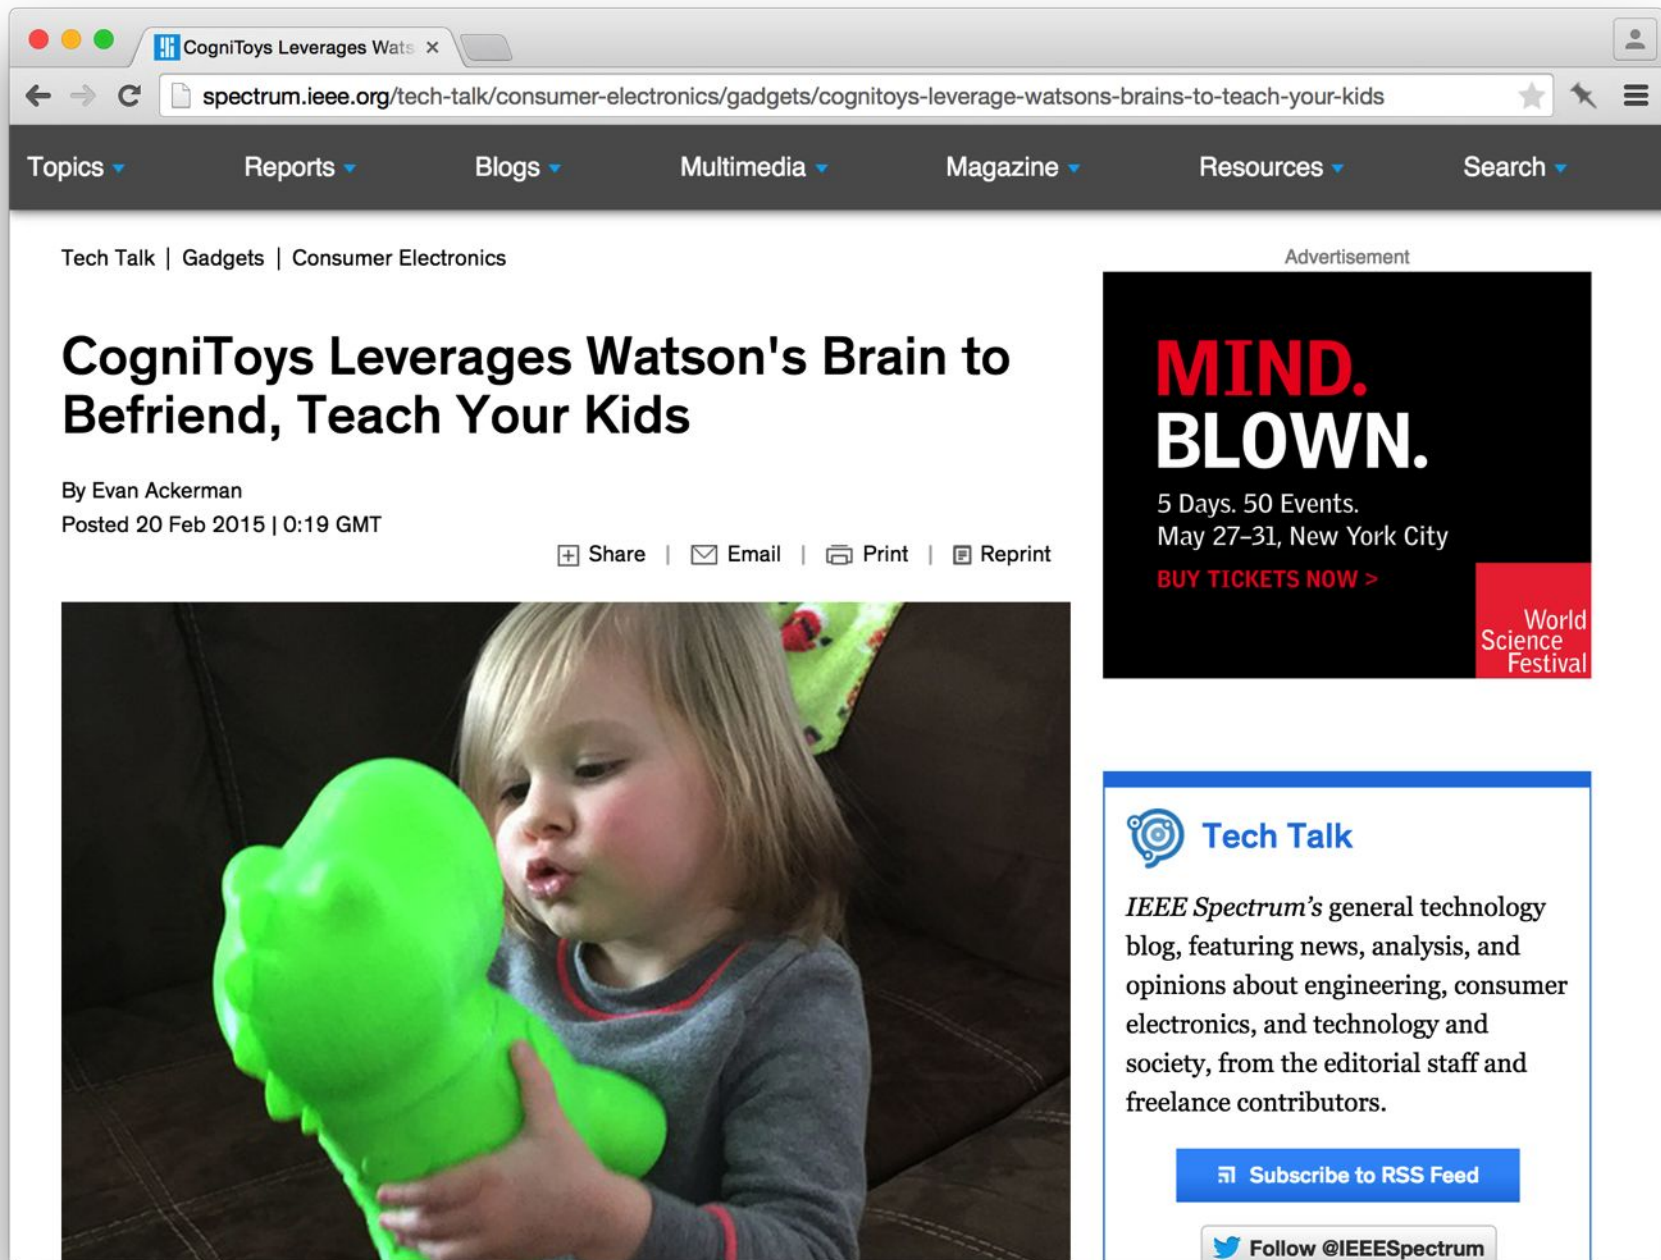 CogniToys Leverages Wats
spectrum.ieee.org/tech-talk/consumer-electronics/gadgets/cognitoys-leverage-watsons-brains-to-teach-your-kids
Topics Reports Blogs Multimedia Magazine Resources Search
Tech Talk | Gadgets | Consumer Electronics
CogniToys Leverages Watson's Brain to
Befriend, Teach Your Kids
By Evan Ackerman
Posted 20 Feb 2015 | 0:19 GMT
Share | Email | Print | Reprint
Advertisement
MIND.
BLOWN.
5 Days. 50 Events.
May 27–31, New York City
BUY TICKETS NOW >
World
Science
Festival
Tech Talk
IEEE Spectrum’s general technology
blog, featuring news, analysis, and
opinions about engineering, consumer
electronics, and technology and
society, from the editorial staff and
freelance contributors.
Subscribe to RSS Feed
Follow @IEEESpectrum